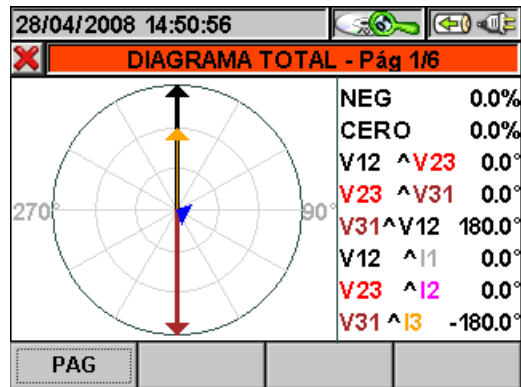 28/04/2008 14:50:56
DIAGRAMA TOTAL - Pág 1/6
NEG 0.0%
CERO 0.0%
V12 ^V23 0.0°
V23 ^V31 0.0°
V31^V12 180.0°
V12 ^I1 0.0°
V23 ^I2 0.0°
V31 ^I3 -180.0°
270°
90°
PAG